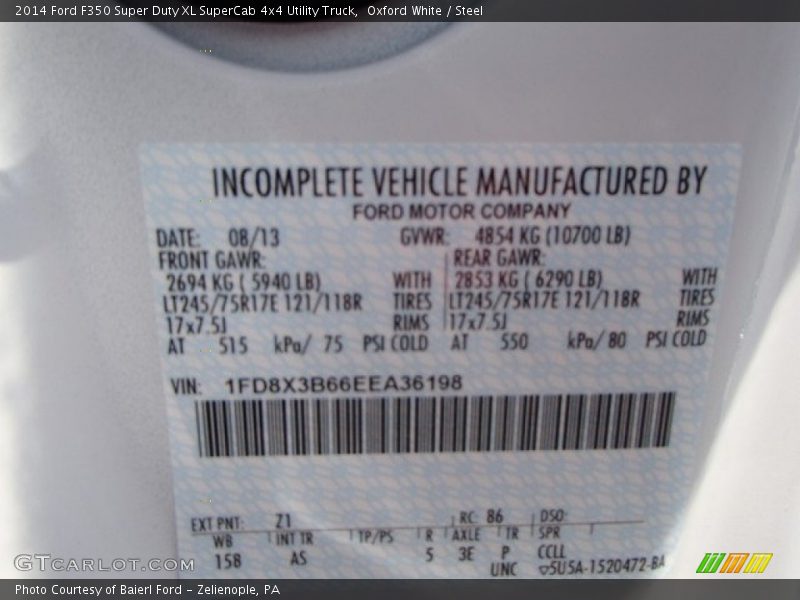 2014 Ford F350 Super Duty XL SuperCab 4x4 Utility Truck, Oxford White / Steel
INCOMPLETE VEHICLE MANUFACTURED BY
FORD MOTOR COMPANY
DATE: 08/13 GVWR: 4854 KG (10700 LB)
FRONT GAWR: REAR GAWR:
2694 KG ( 5940 LB) WITH 2853 KG ( 6290 LB) WITH
LT245/75R17E 121/118R TIRES LT245/75R17E 121/118R TIRES
17x7.5J RIMS 17x7.5J RIMS
AT 515 kPa/ 75 PSI COLD AT 550 kPa/ 80 PSI COLD
VIN: 1FD8X3B66EEA36198
EXT PNT: Z1 RC: 86 DSO:
WB INT TR TP/PS R AXLE TR SPR
158 AS 5 3E P CCLL
UNC 5U5A-1520472-BA
GTCARLOT.COM
Photo Courtesy of Baierl Ford - Zelienople, PA